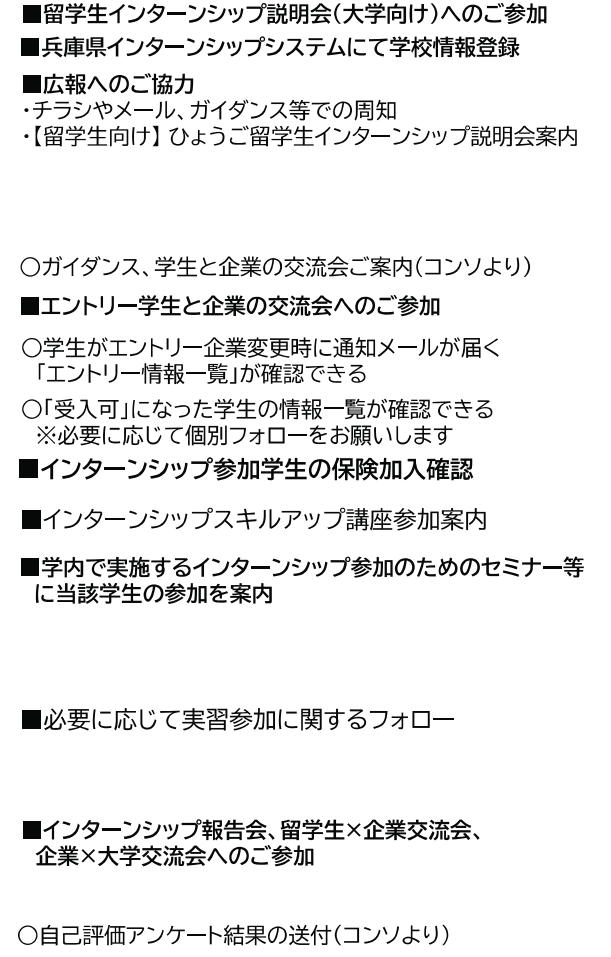 ■留学生インターンシップ説明会（大学向け）へのご参加
■兵庫県インターンシップシステムにて学校情報登録
■広報へのご協力
・チラシやメール、ガイダンス等での周知
・【留学生向け】ひょうご留学生インターンシップ説明会案内
○ガイダンス、学生と企業の交流会ご案内（コンソより）
■エントリー学生と企業の交流会へのご参加
○学生がエントリー企業変更時に通知メールが届く
「エントリー情報一覧」が確認できる
○「受入可」になった学生の情報一覧が確認できる
※必要に応じて個別フォローをお願いします
■インターンシップ参加学生の保険加入確認
■インターンシップスキルアップ講座参加案内
■学内で実施するインターンシップ参加のためのセミナー等
に当該学生の参加を案内
■必要に応じて実習参加に関するフォロー
■インターンシップ報告会、留学生×企業交流会、
企業×大学交流会へのご参加
○自己評価アンケート結果の送付（コンソより）